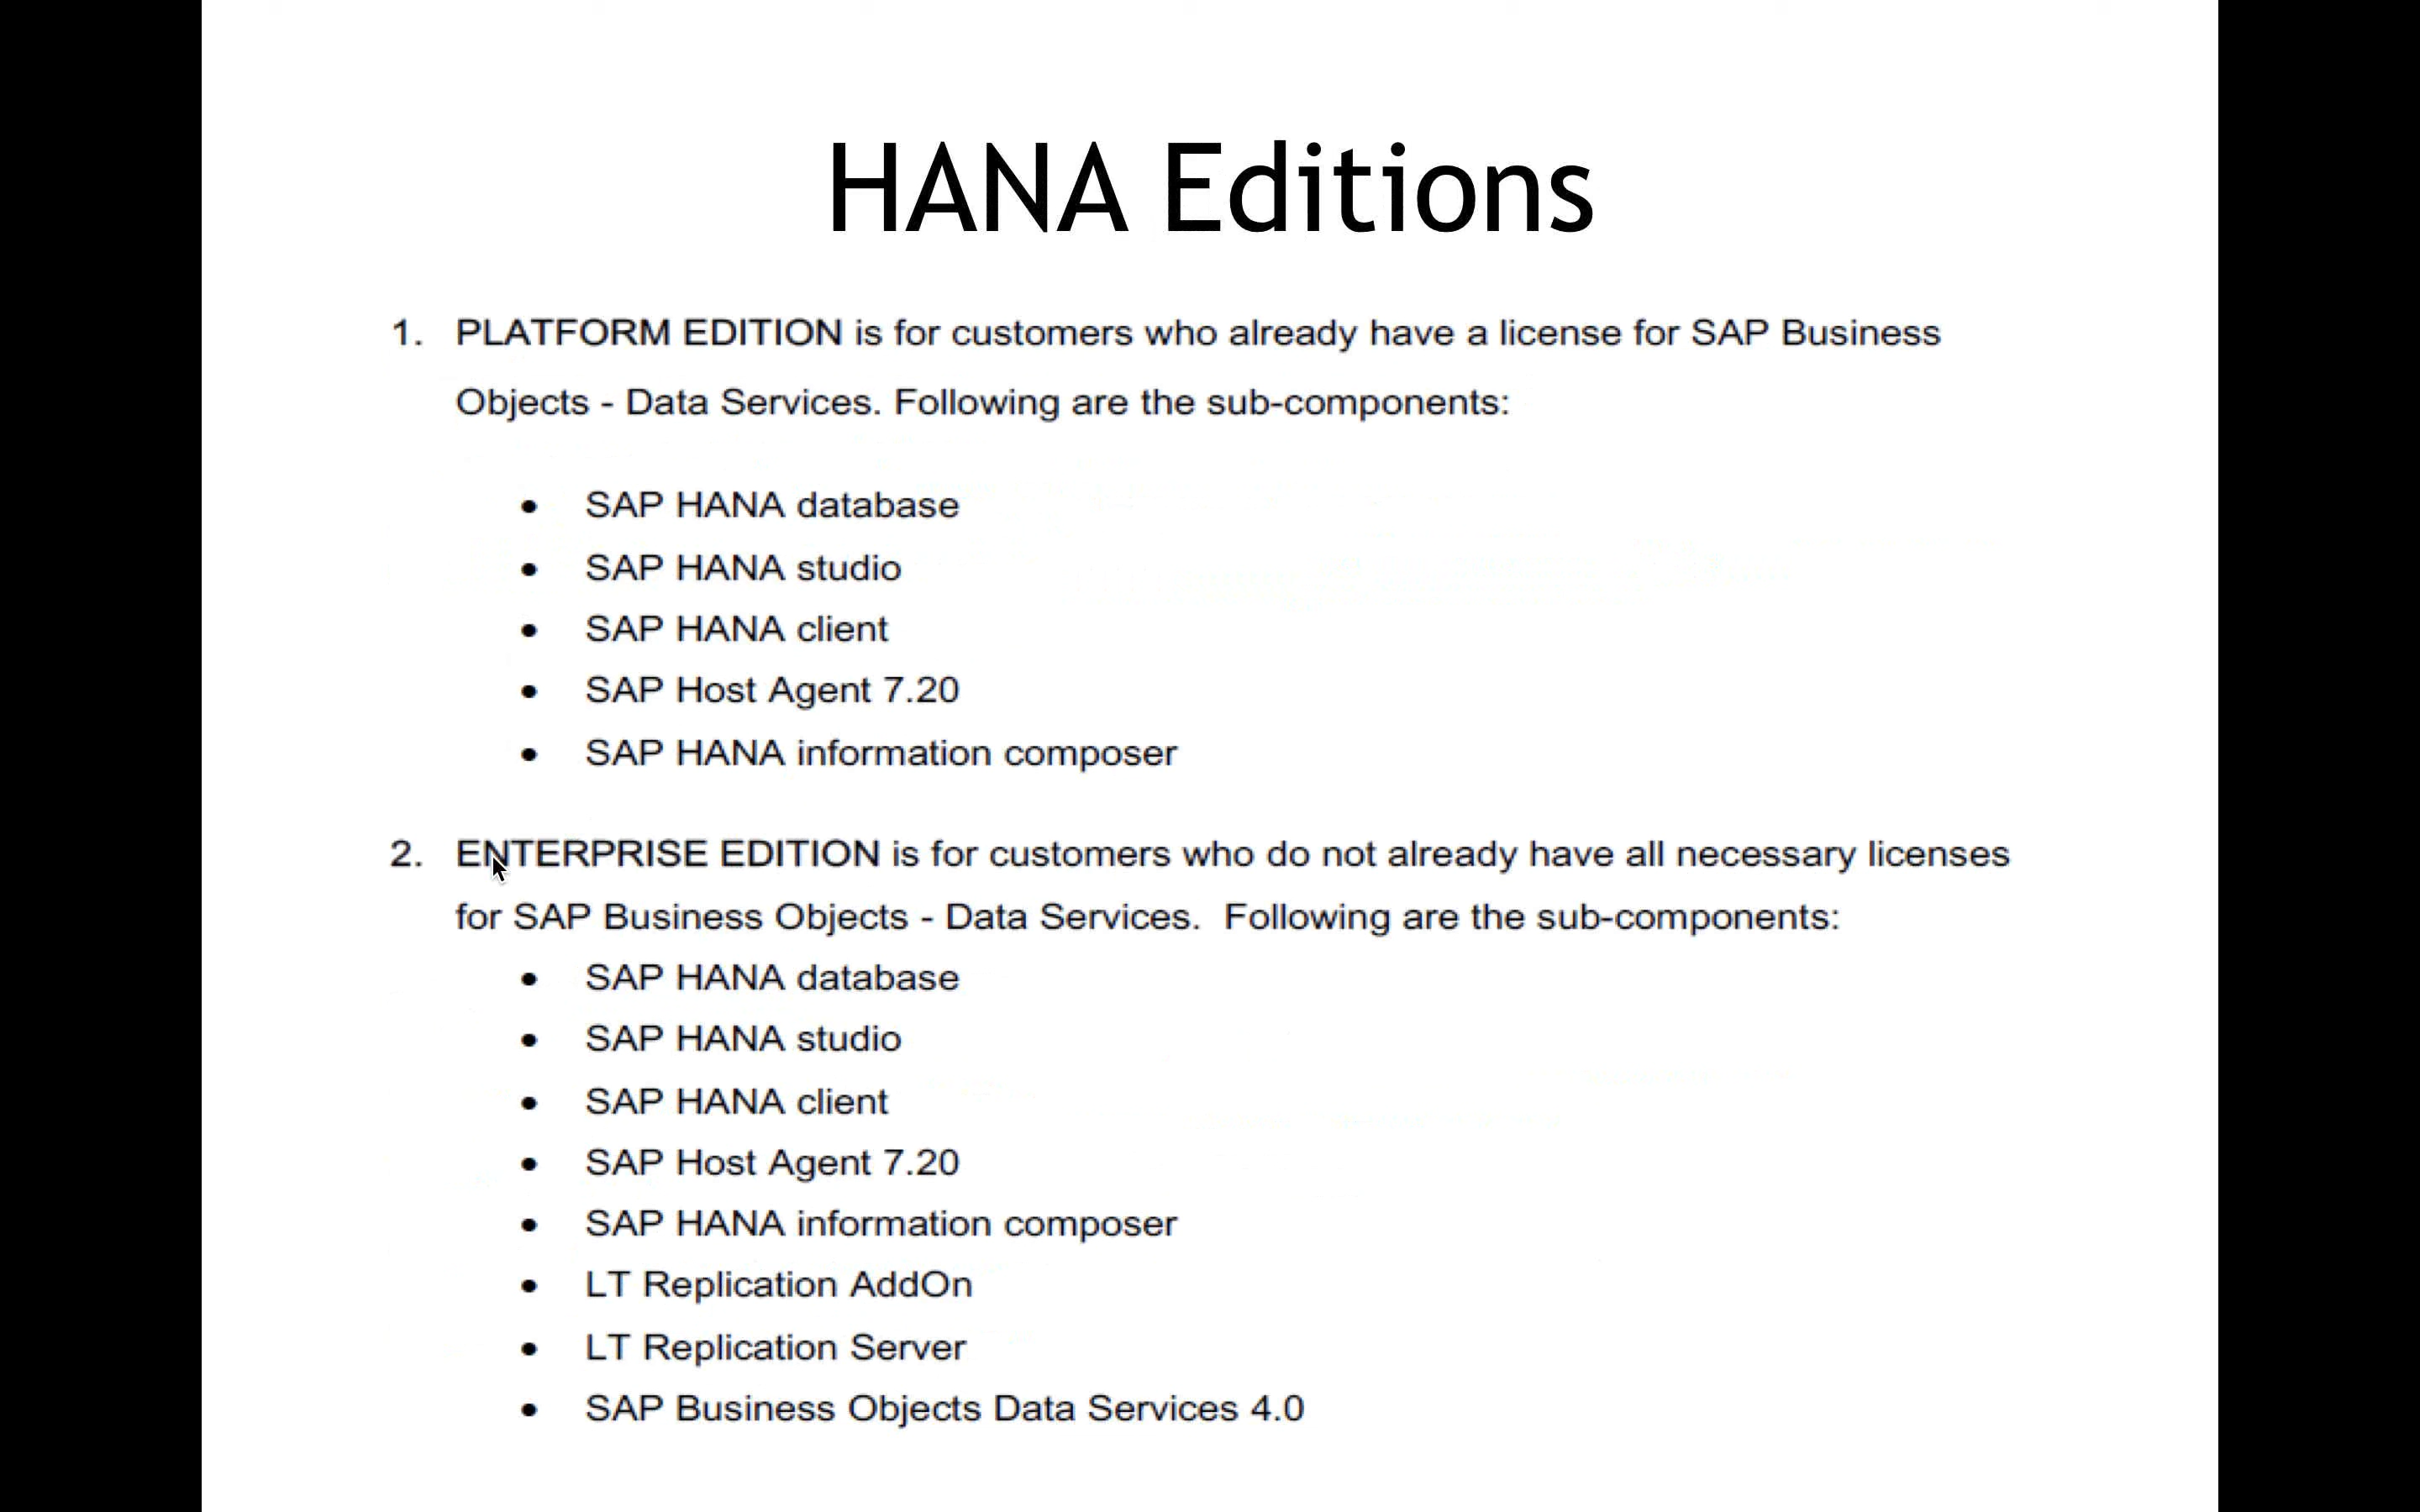 HANA Editions
1. PLATFORM EDITION is for customers who already have a license for SAP Business
Objects - Data Services. Following are the sub-components:
• SAP HANA database
• SAP HANA studio
• SAP HANA client
• SAP Host Agent 7.20
• SAP HANA information composer
2. ENTERPRISE EDITION is for customers who do not already have all necessary licenses
for SAP Business Objects - Data Services. Following are the sub-components:
• SAP HANA database
• SAP HANA studio
• SAP HANA client
• SAP Host Agent 7.20
• SAP HANA information composer
• LT Replication AddOn
• LT Replication Server
• SAP Business Objects Data Services 4.0